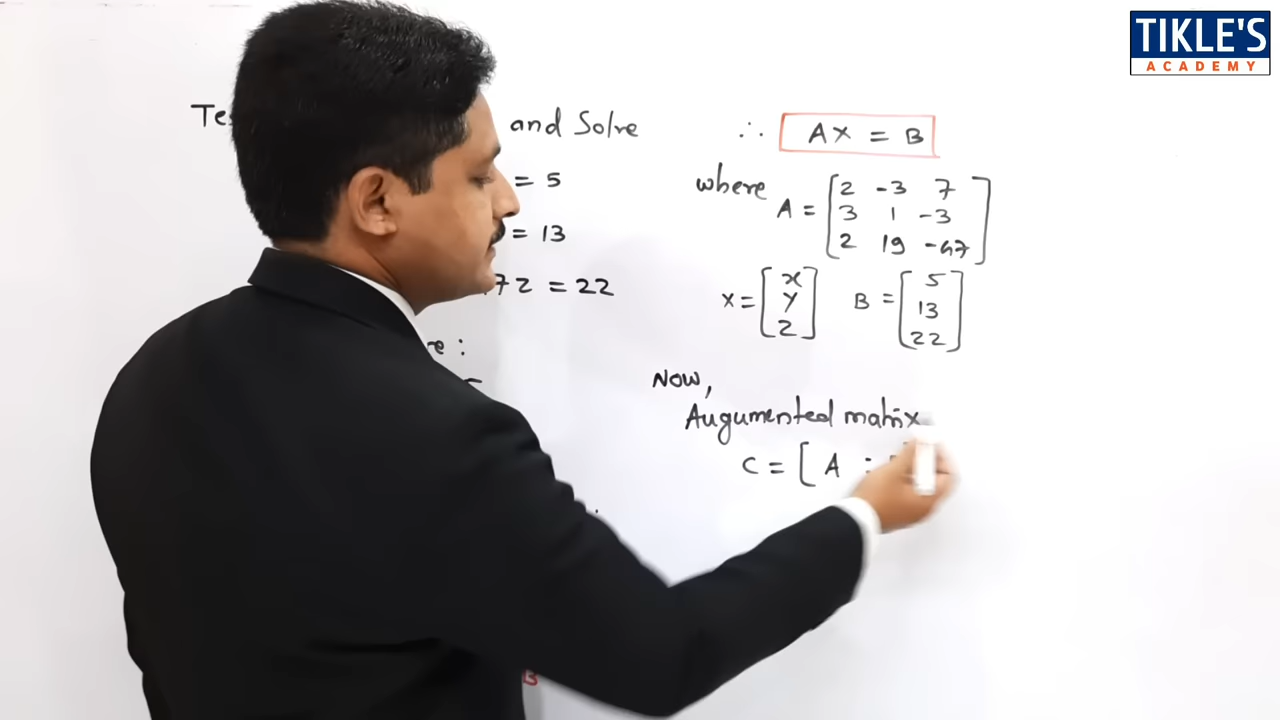 TIKLE'S
ACADEMY
and Solve
= 5
= 13
7z = 22
:
∴ AX = B
where A = [2 -3 7
3 1 -3
2 19 -47]
X = [x
y
z]
B = [5
13
22]
Now,
Augumented matrix
C = [A :